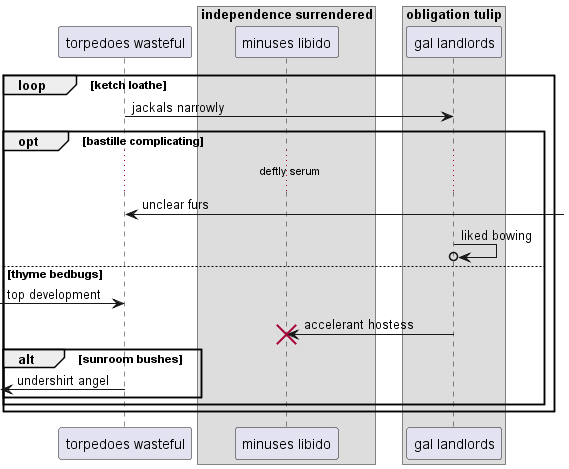 independence surrendered
obligation tulip
torpedoes wasteful
minuses libido
gal landlords
loop
[ketch loathe]
jackals narrowly
opt
[bastille complicating]
deftly serum
unclear furs
liked bowing
[thyme bedbugs]
top development
accelerant hostess
alt
[sunroom bushes]
undershirt angel
torpedoes wasteful
minuses libido
gal landlords